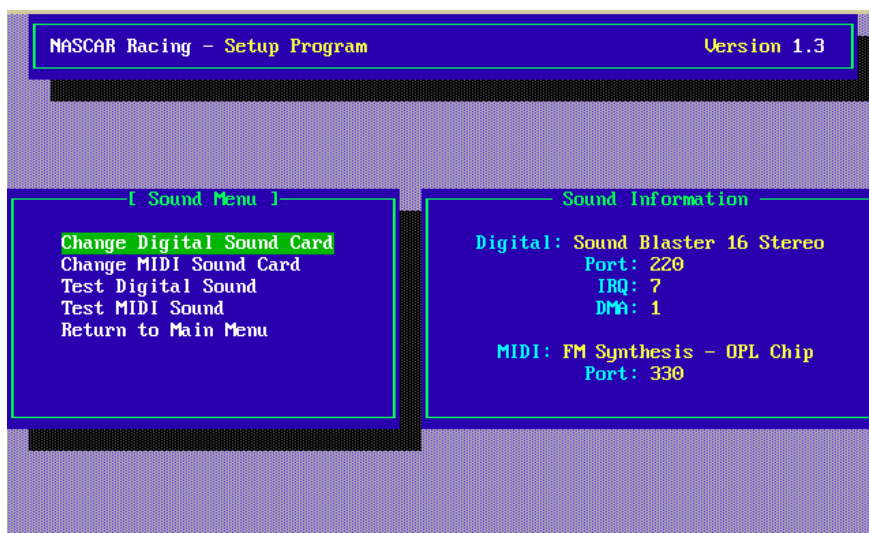 NASCAR Racing - Setup Program Version 1.3
[ Sound Menu ]
Change Digital Sound Card
Change MIDI Sound Card
Test Digital Sound
Test MIDI Sound
Return to Main Menu
Sound Information
Digital: Sound Blaster 16 Stereo
Port: 220
IRQ: 7
DMA: 1
MIDI: FM Synthesis - OPL Chip
Port: 330